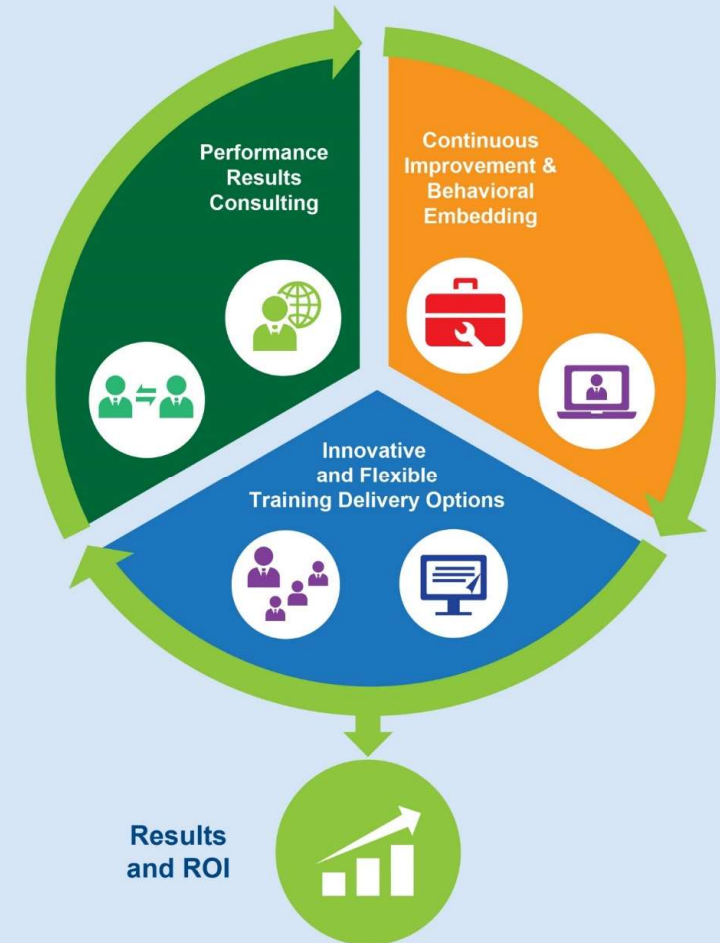 Performance
Results
Consulting
Continuous
Improvement &
Behavioral
Embedding
Innovative
and Flexible
Training Delivery Options
Results
and ROI